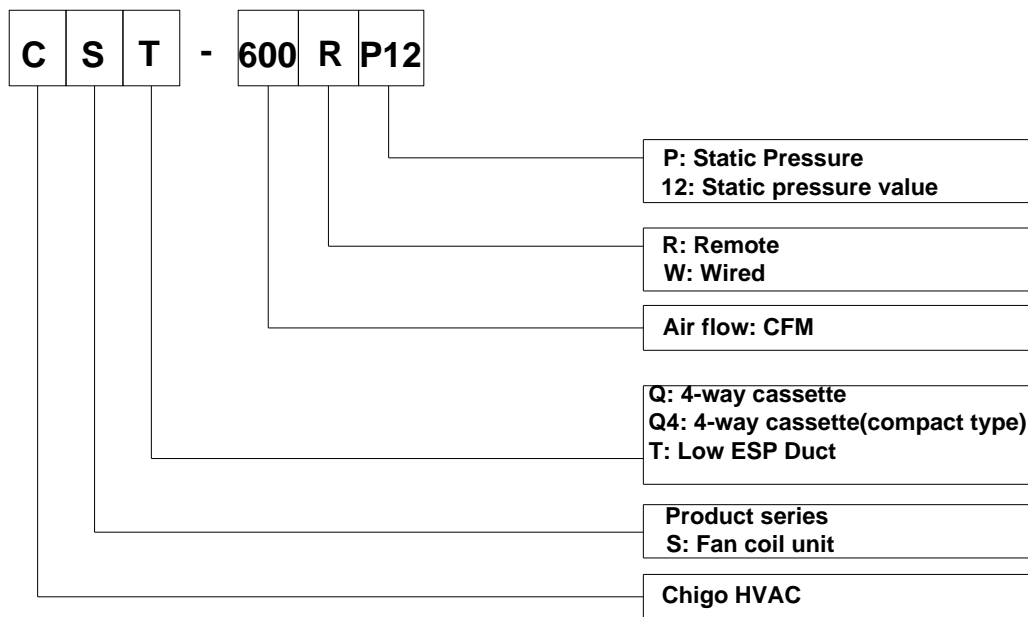 C S T - 600 R P12
P: Static Pressure
12: Static pressure value
R: Remote
W: Wired
Air flow: CFM
Q: 4-way cassette
Q4: 4-way cassette(compact type)
T: Low ESP Duct
Product series
S: Fan coil unit
Chigo HVAC